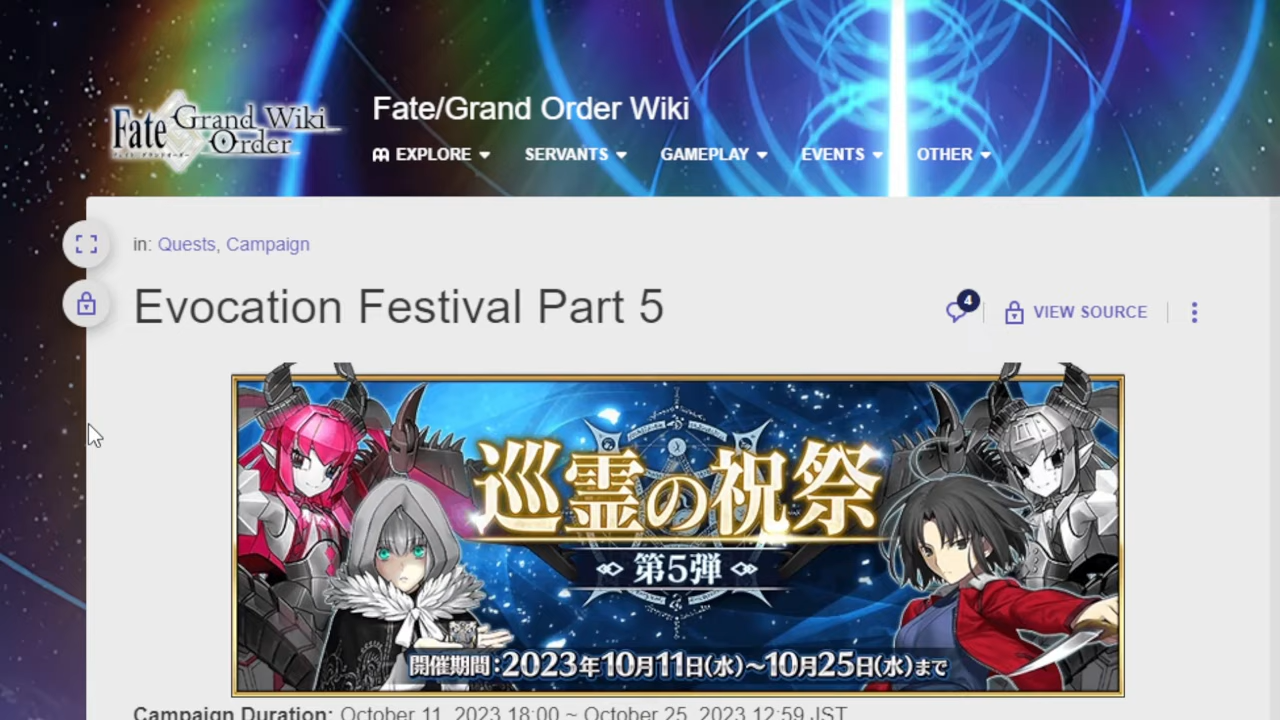 Fate/Grand Order Wiki
Fate/Grand Order Wiki
EXPLORE
SERVANTS
GAMEPLAY
EVENTS
OTHER
in: Quests, Campaign
Evocation Festival Part 5
4
VIEW SOURCE
巡霊の祝祭
第5弾
開催期間:2023年10月11日(水)~10月25日(水)まで
Campaign Duration: October 11, 2023 18:00 ~ October 25, 2023 12:59 JST